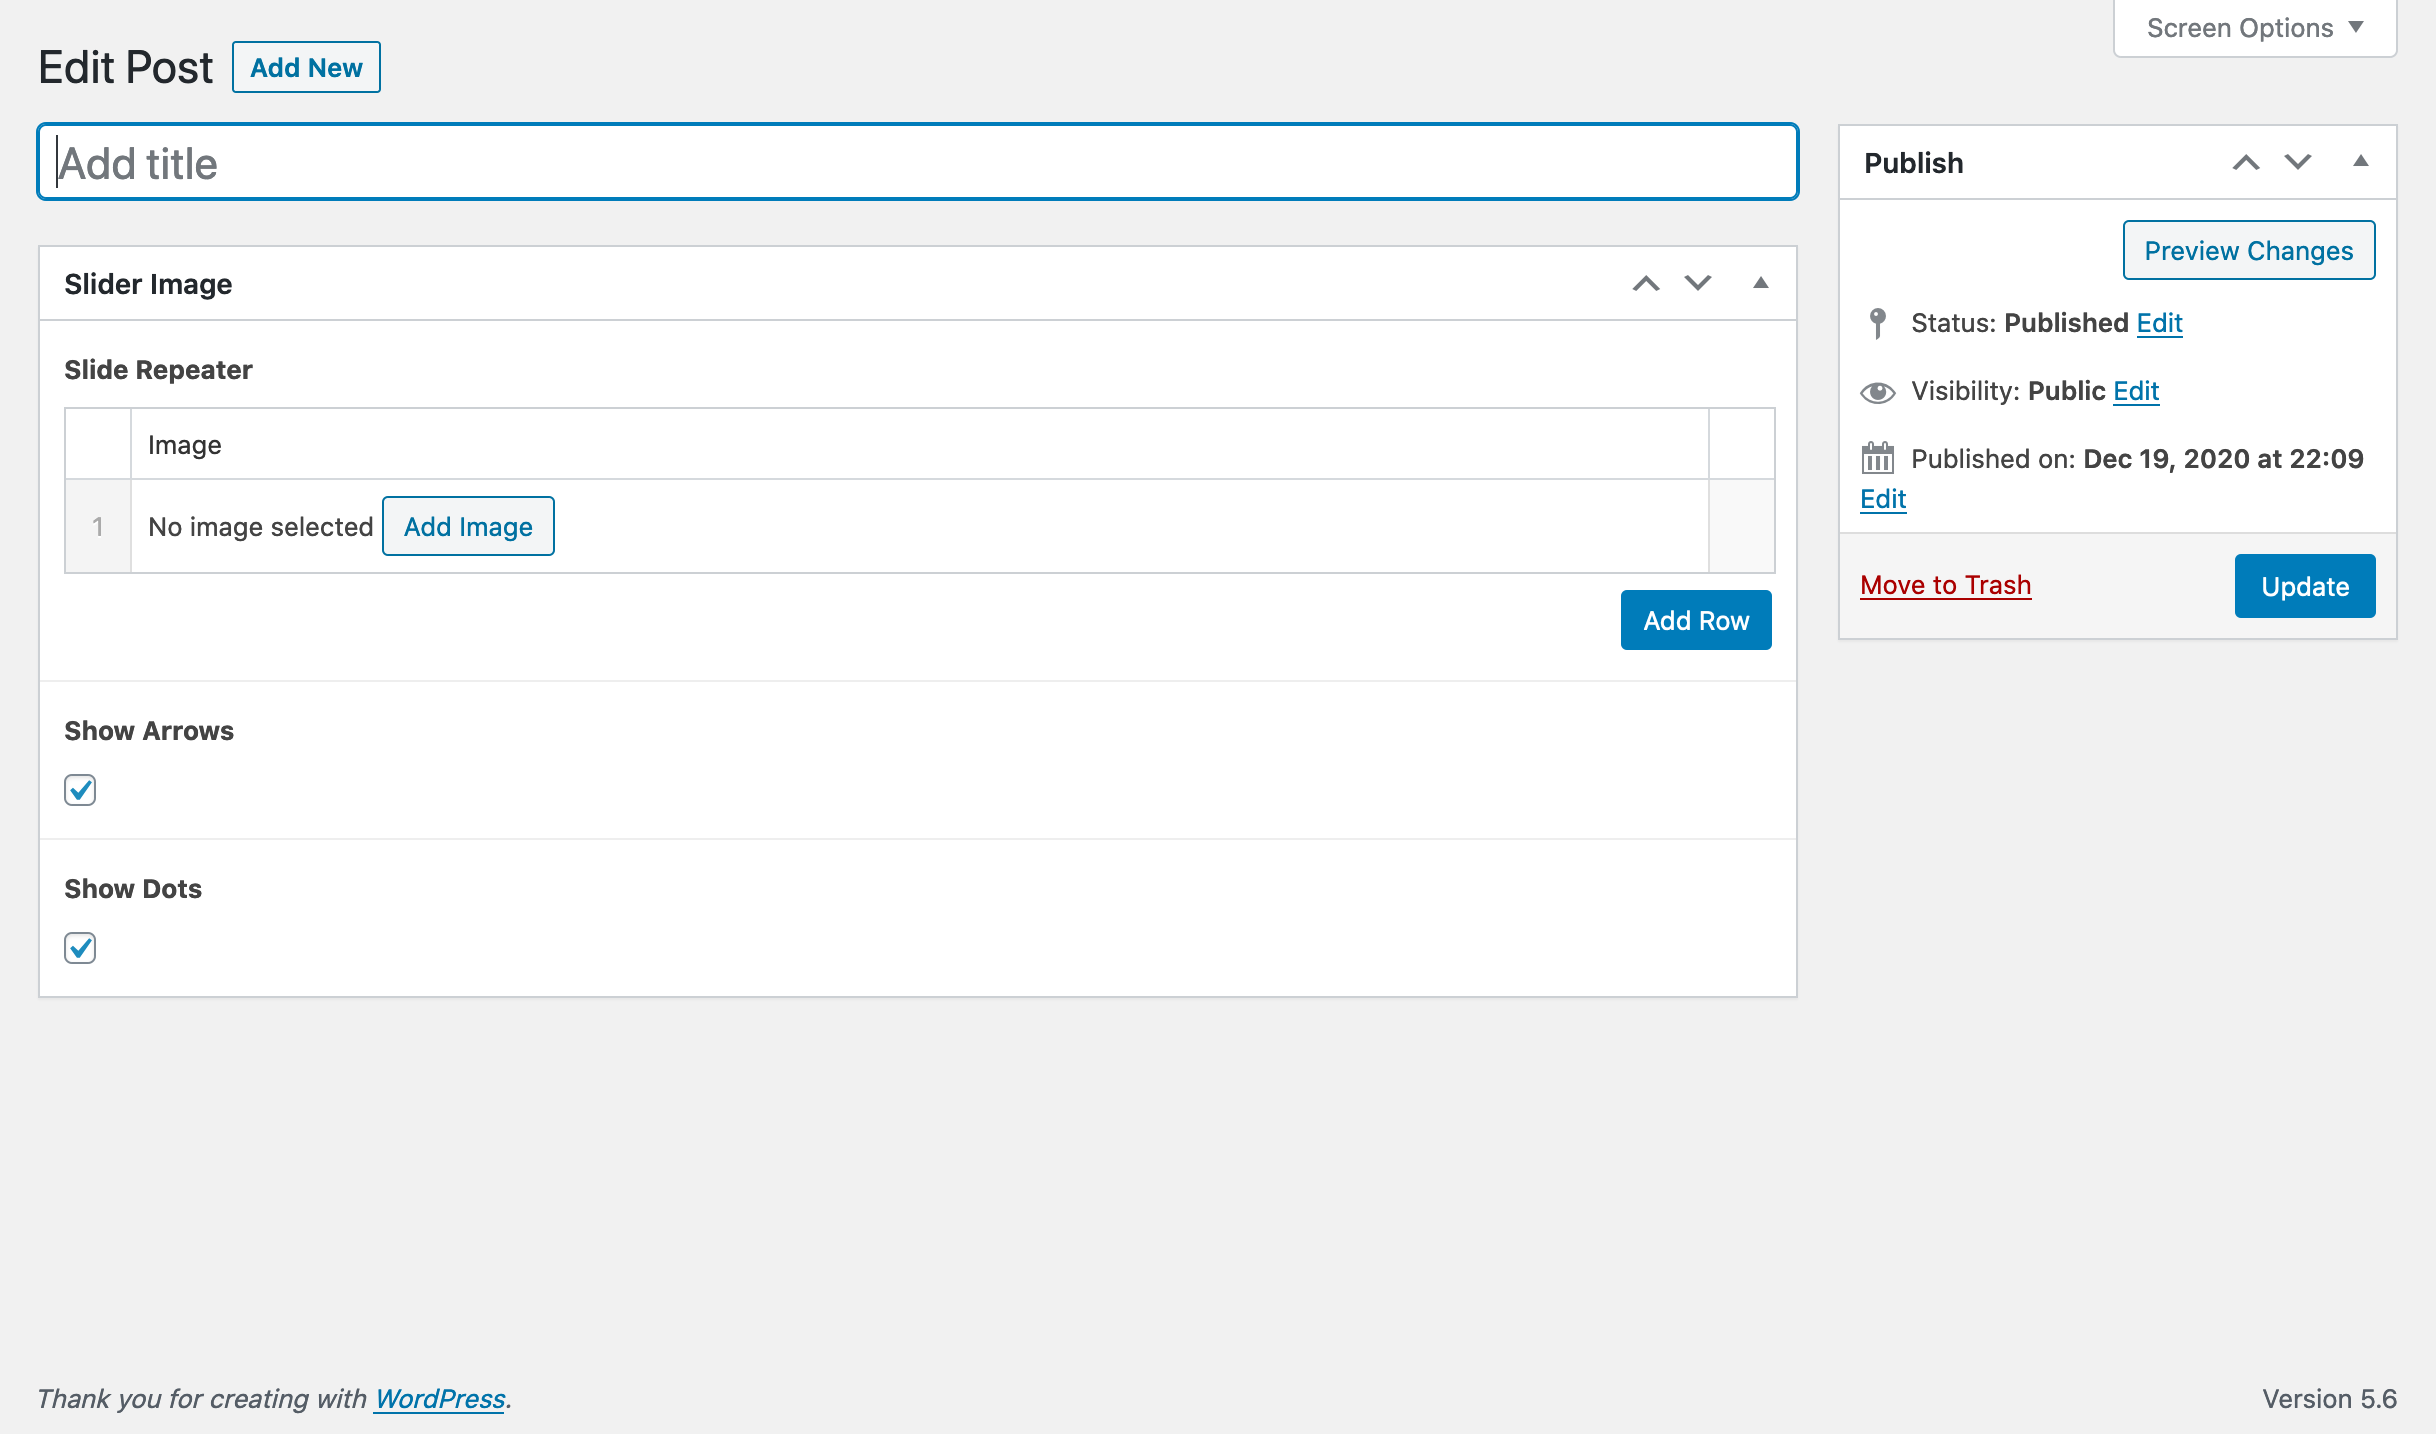 Screen Options
Edit Post Add New
Add title
Slider Image
Slide Repeater
Image
1 No image selected Add Image
Add Row
Show Arrows
Show Dots
Publish
Preview Changes
Status: Published Edit
Visibility: Public Edit
Published on: Dec 19, 2020 at 22:09
Edit
Move to Trash Update
Thank you for creating with WordPress.
Version 5.6